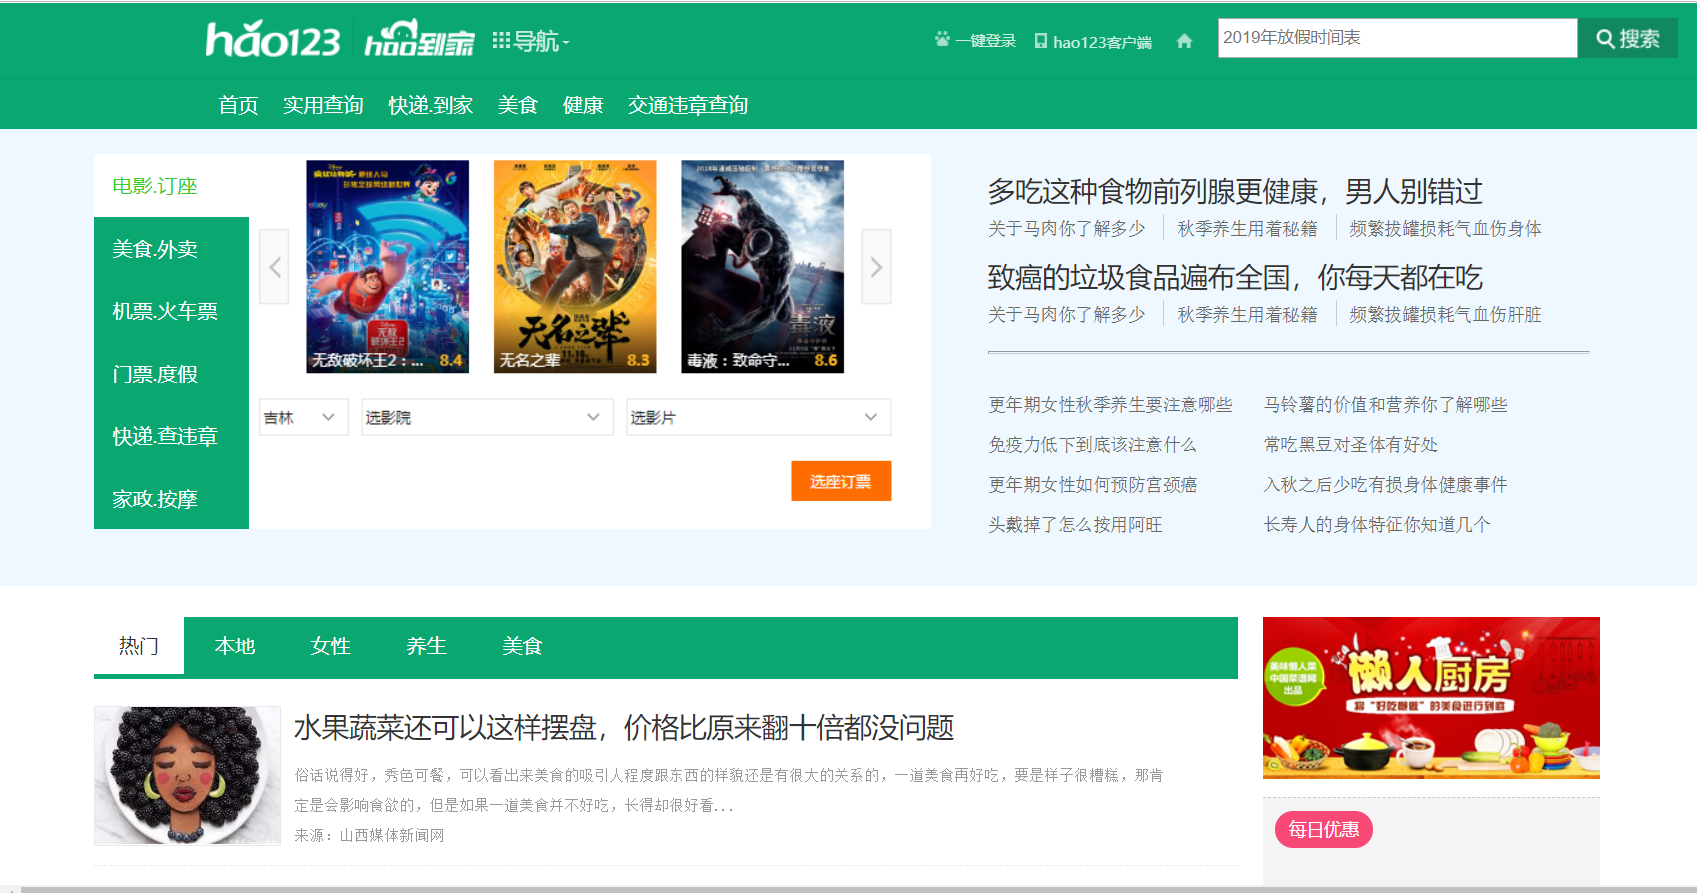 hao123 hao到家 导航
一键登录 hao123客户端 2019年放假时间表 搜索
首页 实用查询 快递.到家 美食 健康 交通违章查询
电影.订座
美食.外卖
机票.火车票
门票.度假
快递.查违章
家政.按摩
无敌破坏王2：... 8.4
无名之辈
无名之辈 8.3
毒液
毒液：致命守... 8.6
吉林 选影院 选影片
选座订票
多吃这种食物前列腺更健康，男人别错过
关于马肉你了解多少 秋季养生用着秘籍 频繁拔罐损耗气血伤身体
致癌的垃圾食品遍布全国，你每天都在吃
关于马肉你了解多少 秋季养生用着秘籍 频繁拔罐损耗气血伤肝脏
更年期女性秋季养生要注意哪些 马铃薯的价值和营养你了解哪些
免疫力低下到底该注意什么 常吃黑豆对圣体有好处
更年期女性如何预防宫颈癌 入秋之后少吃有损身体健康事件
头戴掉了怎么按用阿旺 长寿人的身体特征你知道几个
热门 本地 女性 养生 美食
水果蔬菜还可以这样摆盘，价格比原来翻十倍都没问题
俗话说得好，秀色可餐，可以看出来美食的吸引人程度跟东西的样貌还是有很大的关系的，一道美食再好吃，要是样子很糟糕，那肯
定是会影响食欲的，但是如果一道美食并不好吃，长得却很好看...
来源：山西媒体新闻网
美味懒人菜
中国菜谱网
出品
懒人厨房
将“好吃懒做”的美食进行到底
每日优惠